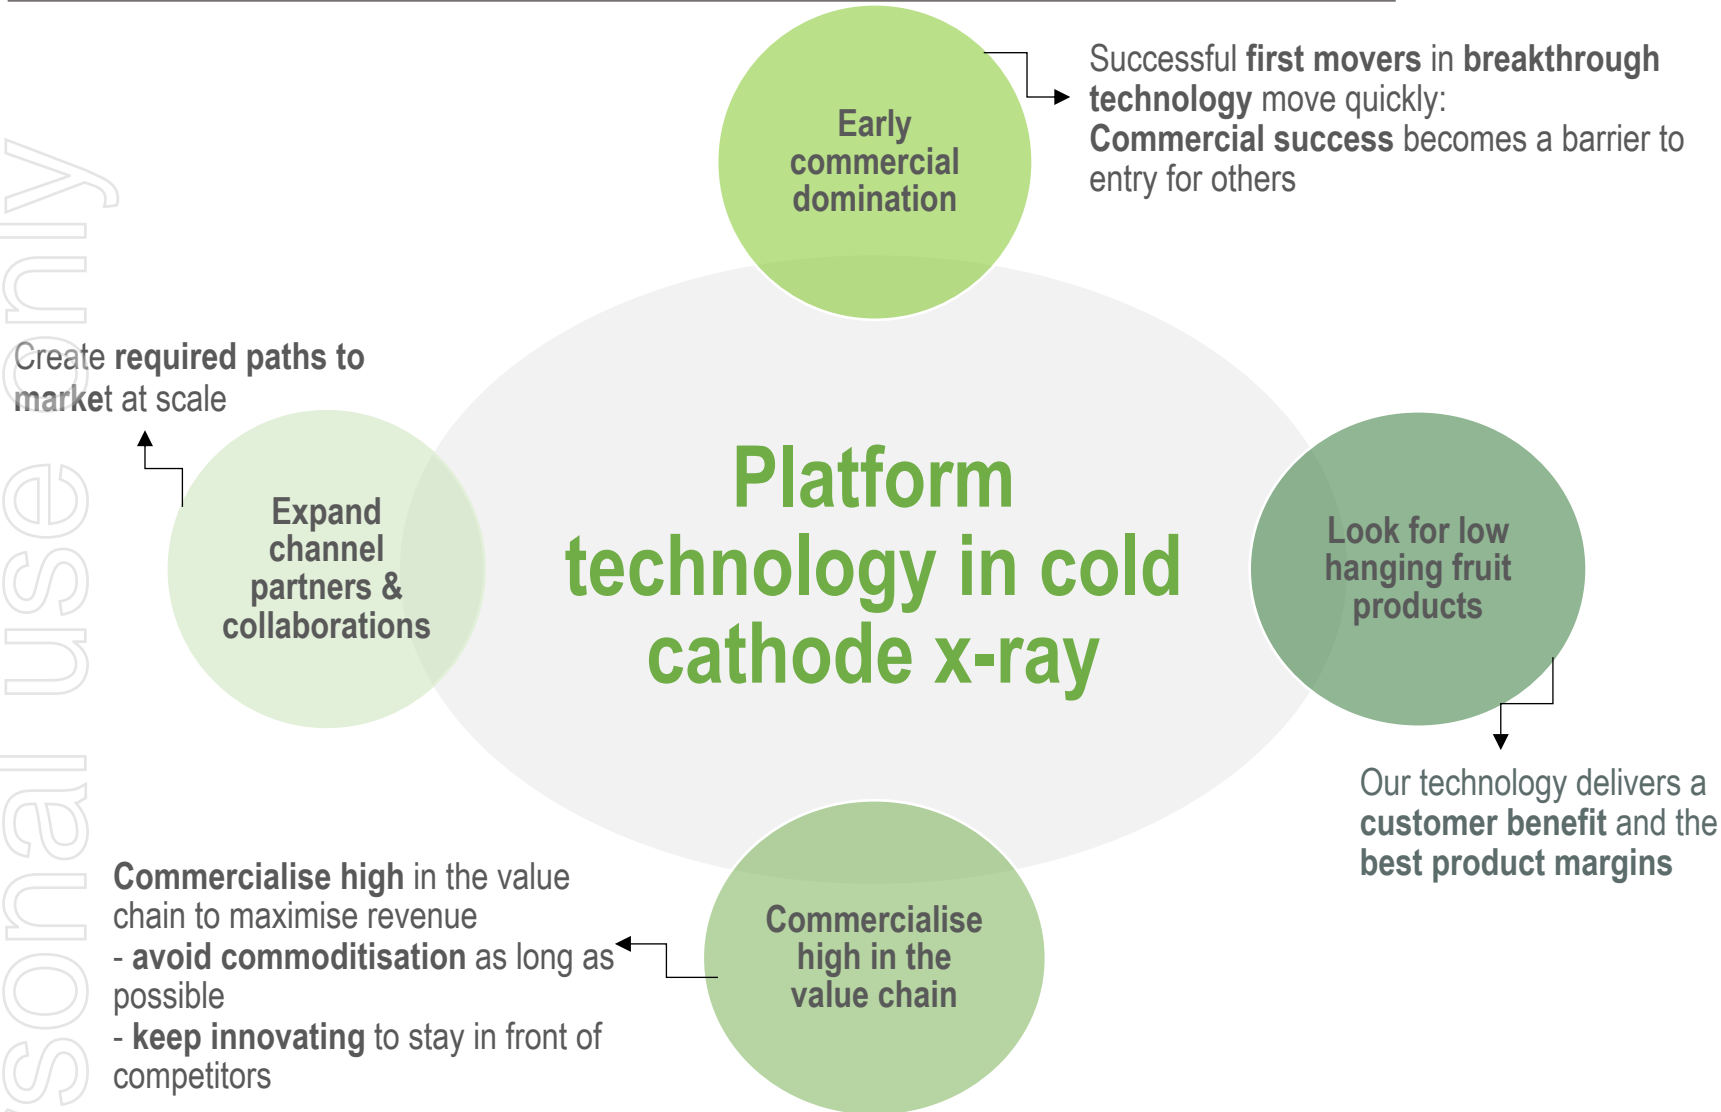 Early
commercial
domination
Successful first movers in breakthrough
technology move quickly:
Commercial success becomes a barrier to
entry for others
Create required paths to
market at scale
Expand
channel
partners &
collaborations
Platform
technology in cold
cathode x-ray
Look for low
hanging fruit
products
Our technology delivers a
customer benefit and the
best product margins
Commercialise high in the value
chain to maximise revenue
- avoid commoditisation as long as
possible
- keep innovating to stay in front of
competitors
Commercialise
high in the
value chain
rsonal use only